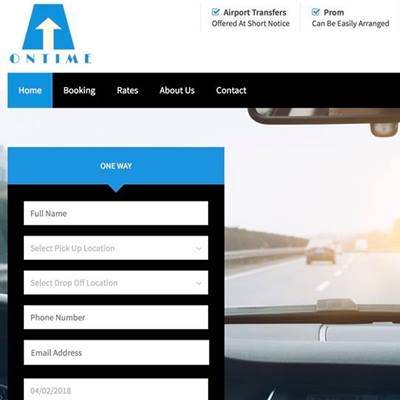 ONTIME
Airport Transfers
Offered At Short Notice
Prom
Can Be Easily Arranged
Home
Booking
Rates
About Us
Contact
ONE WAY
Full Name
Select Pick Up Location
Select Drop Off Location
Phone Number
Email Address
04/02/2018